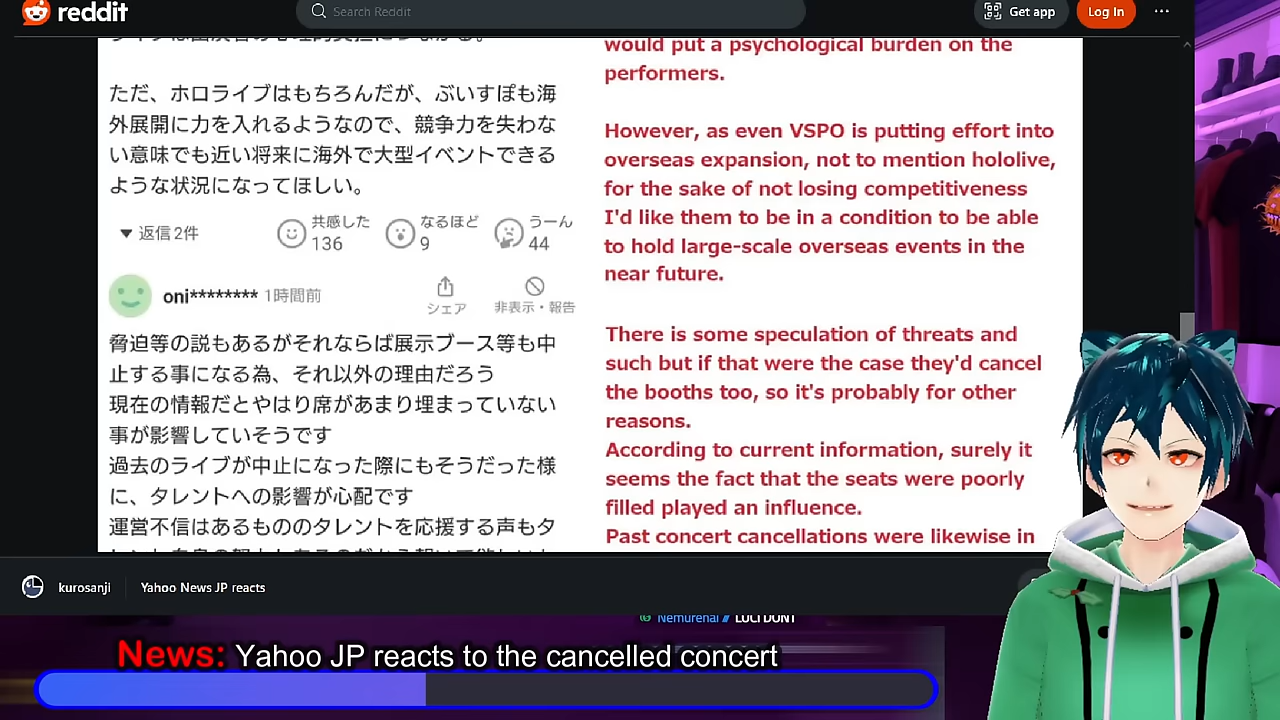 reddit
Search Reddit
Get app
Log In
would put a psychological burden on the
performers.
ただ、ホロライブはもちろんだが、ぶいすぽも海
外展開に力を入れるようなので、競争力を失わな
い意味でも近い将来に海外で大型イベントできる
ような状況になってほしい。
返信2件
共感した
136
なるほど
9
うーん
44
However, as even VSPO is putting effort into
overseas expansion, not to mention hololive,
for the sake of not losing competitiveness
I'd like them to be in a condition to be able
to hold large-scale overseas events in the
near future.
oni******** 1時間前
シェア
非表示・報告
脅迫等の説もあるがそれならば展示ブース等も中
止する事になる為、それ以外の理由だろう
現在の情報だとやはり席があまり埋まっていない
事が影響していそうです
過去のライブが中止になった際にもそうだった様
に、タレントへの影響が心配です
運営不信はあるもののタレントを応援する声もタ
There is some speculation of threats and
such but if that were the case they'd cancel
the booths too, so it's probably for other
reasons.
According to current information, surely it
seems the fact that the seats were poorly
filled played an influence.
Past concert cancellations were likewise in
kurosanji
Yahoo News JP reacts
Nemurenai // LUCI DONT
News: Yahoo JP reacts to the cancelled concert